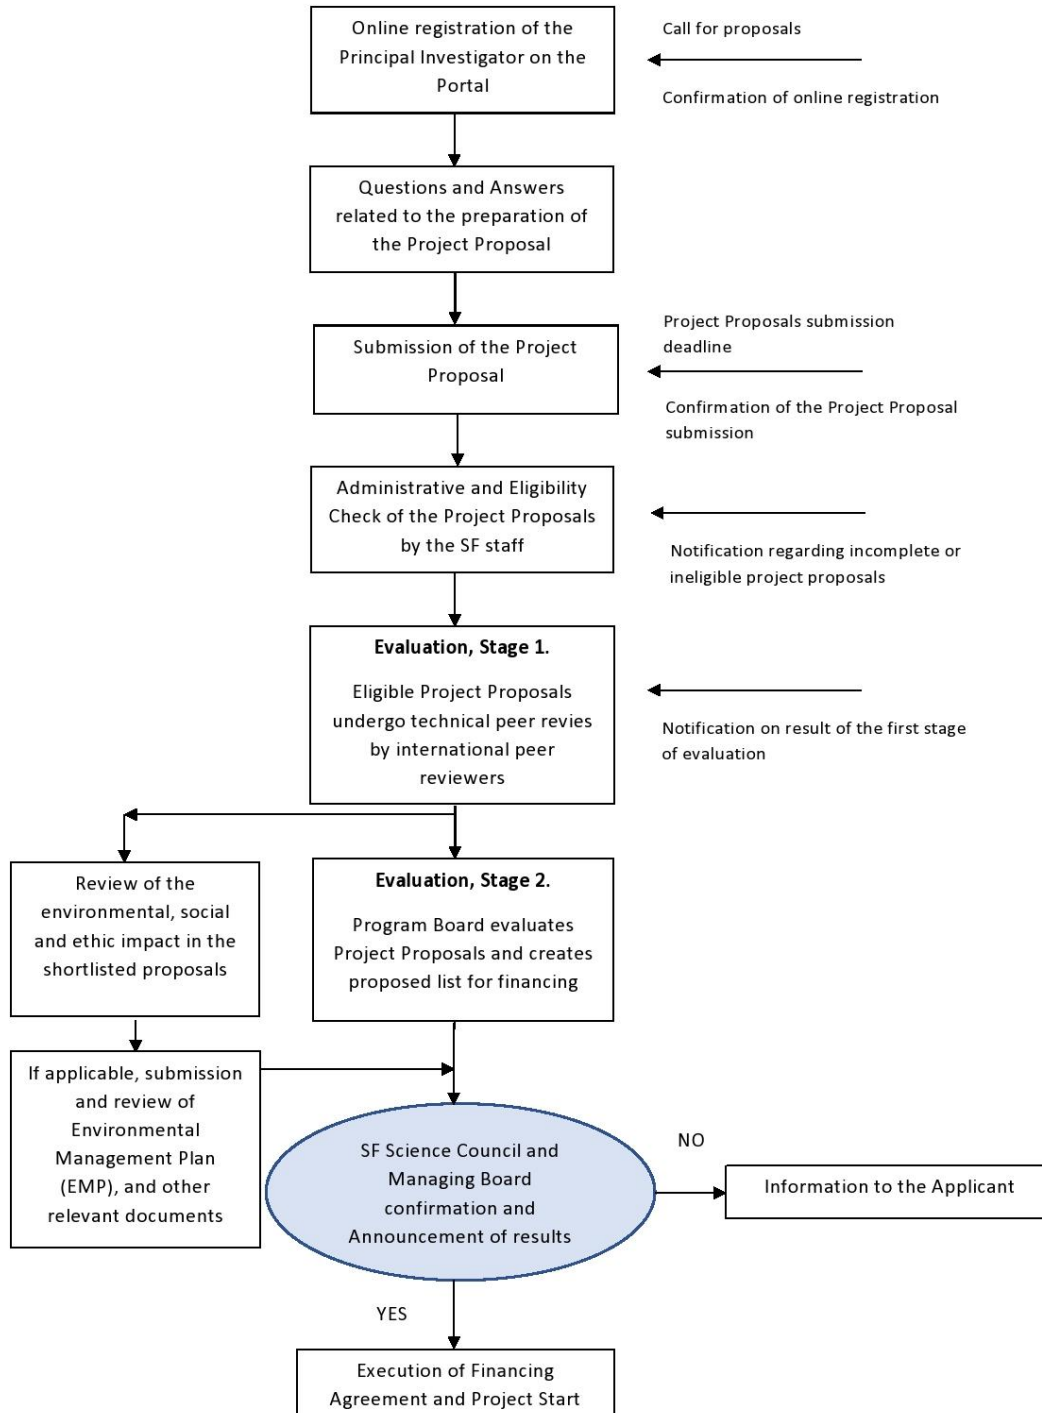 Online registration of the
Principal Investigator on the
Portal
Call for proposals
Confirmation of online registration
Questions and Answers
related to the preparation of
the Project Proposal
Submission of the Project
Proposal
Project Proposals submission
deadline
Confirmation of the Project Proposal
submission
Administrative and Eligibility
Check of the Project Proposals
by the SF staff
Notification regarding incomplete or
ineligible project proposals
Evaluation, Stage 1.
Eligible Project Proposals
undergo technical peer revies
by international peer
reviewers
Notification on result of the first stage
of evaluation
Review of the
environmental, social
and ethic impact in the
shortlisted proposals
Evaluation, Stage 2.
Program Board evaluates
Project Proposals and creates
proposed list for financing
If applicable, submission
and review of
Environmental
Management Plan
(EMP), and other
relevant documents
SF Science Council and
Managing Board
confirmation and
Announcement of results
NO
Information to the Applicant
YES
Execution of Financing
Agreement and Project Start